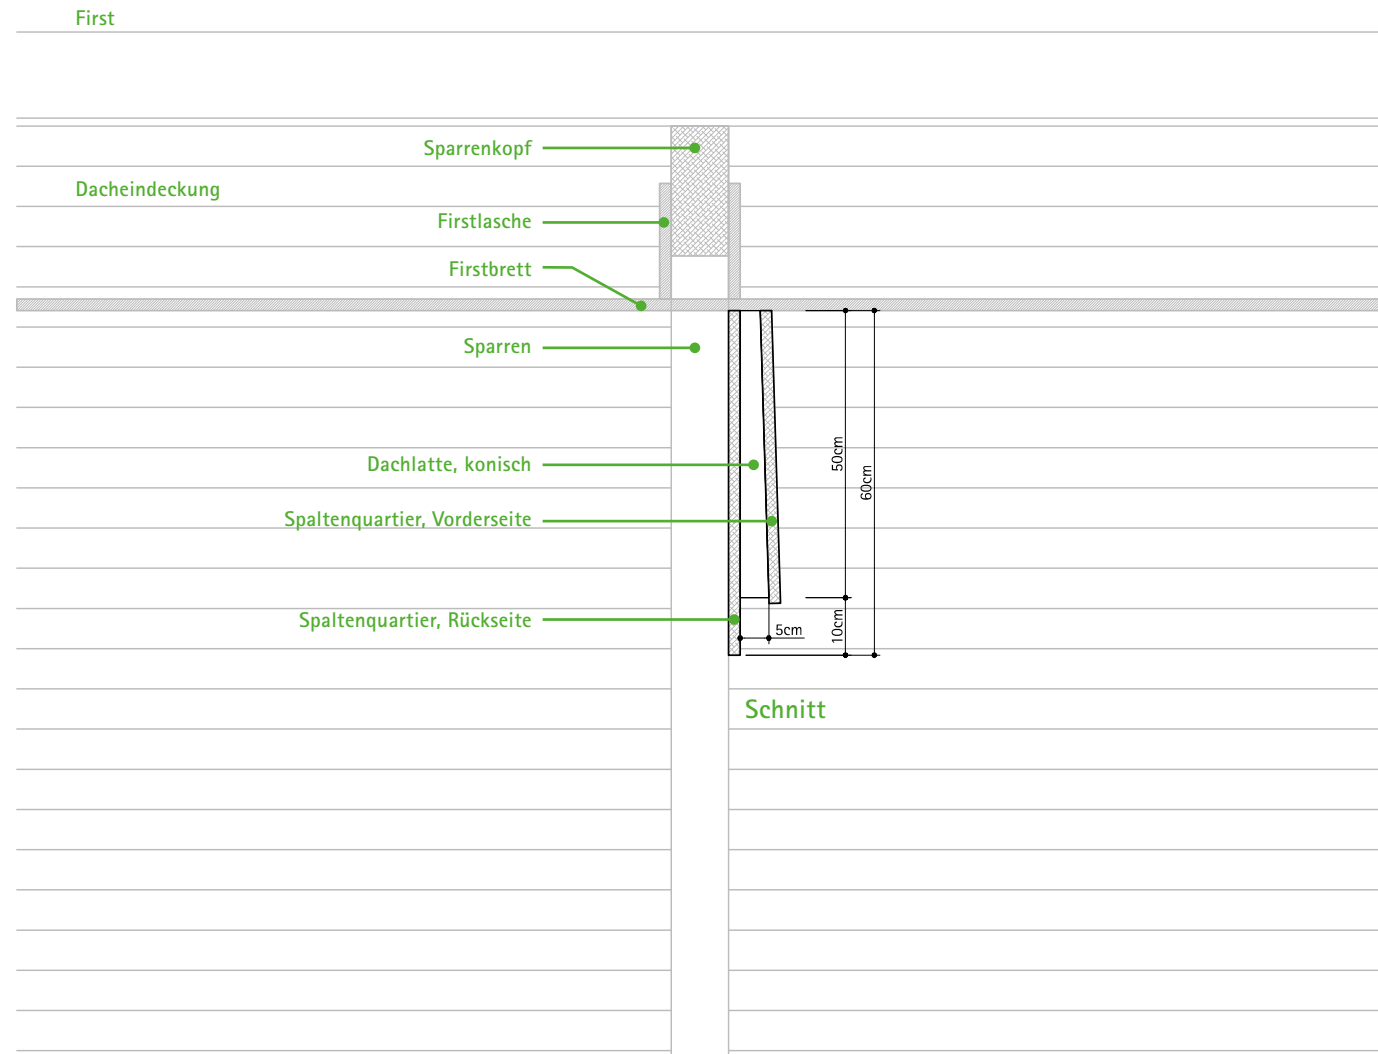 First
Sparrenkopf
Dacheindeckung
Firstlasche
Firstbrett
Sparren
Dachlatte, konisch
50cm
60cm
Spaltenquartier, Vorderseite
Spaltenquartier, Rückseite
5cm
10cm
Schnitt